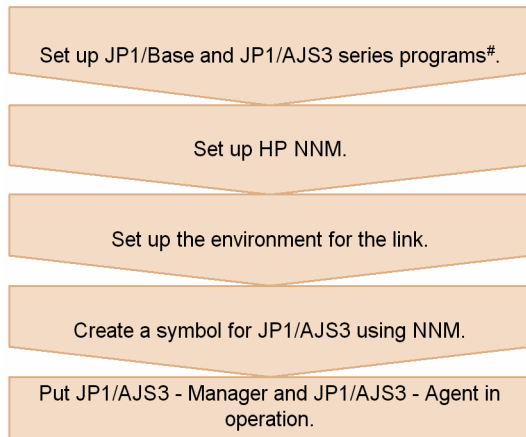 Set up JP1/Base and JP1/AJS3 series programs#.
Set up HP NNM.
Set up the environment for the link.
Create a symbol for JP1/AJS3 using NNM.
Put JP1/AJS3 - Manager and JP1/AJS3 - Agent in
operation.